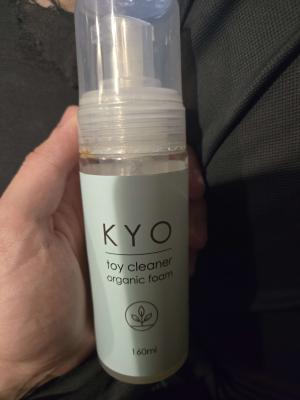 KYO
toy cleaner
organic foam
160ml